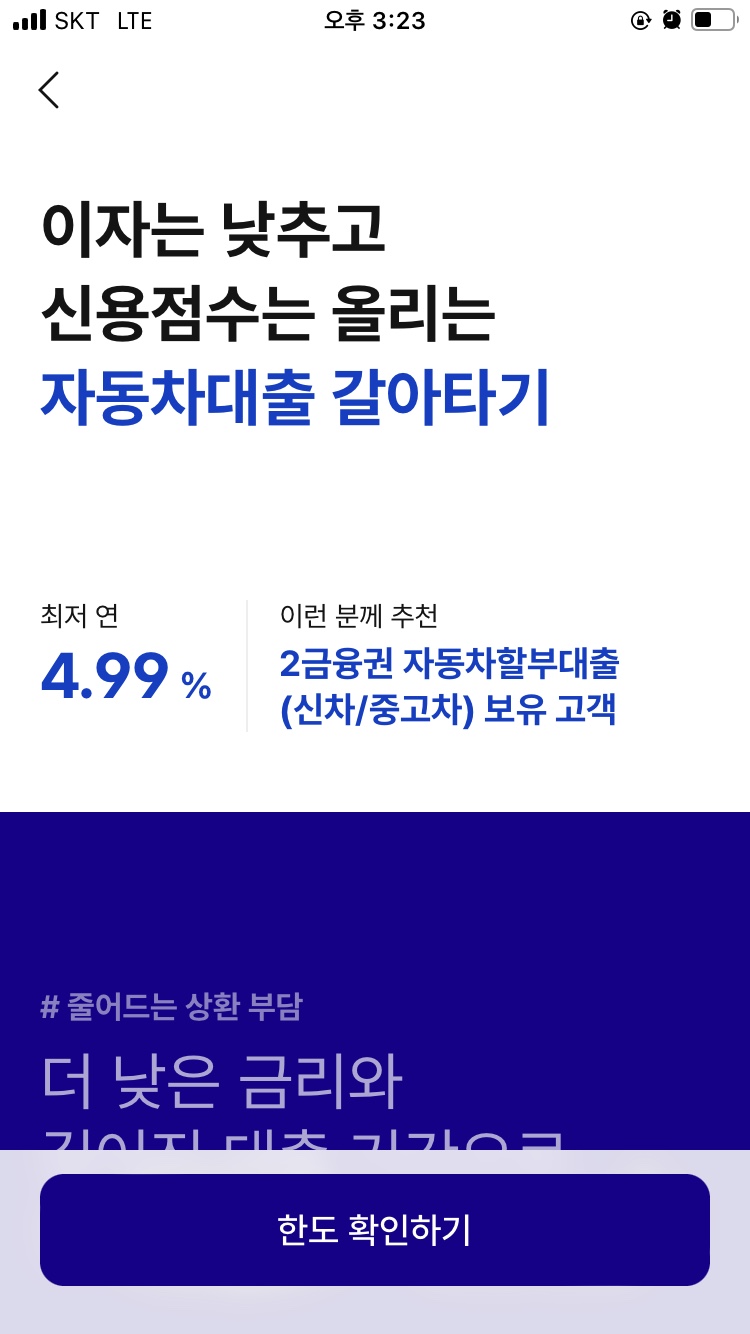 SKT LTE 오후 3:23
이자는 낮추고
신용점수는 올리는
자동차대출 갈아타기
최저 연
4.99 %
이런 분께 추천
2금융권 자동차할부대출
(신차/중고차) 보유 고객
# 줄어드는 상환 부담
더 낮은 금리와
한도 확인하기